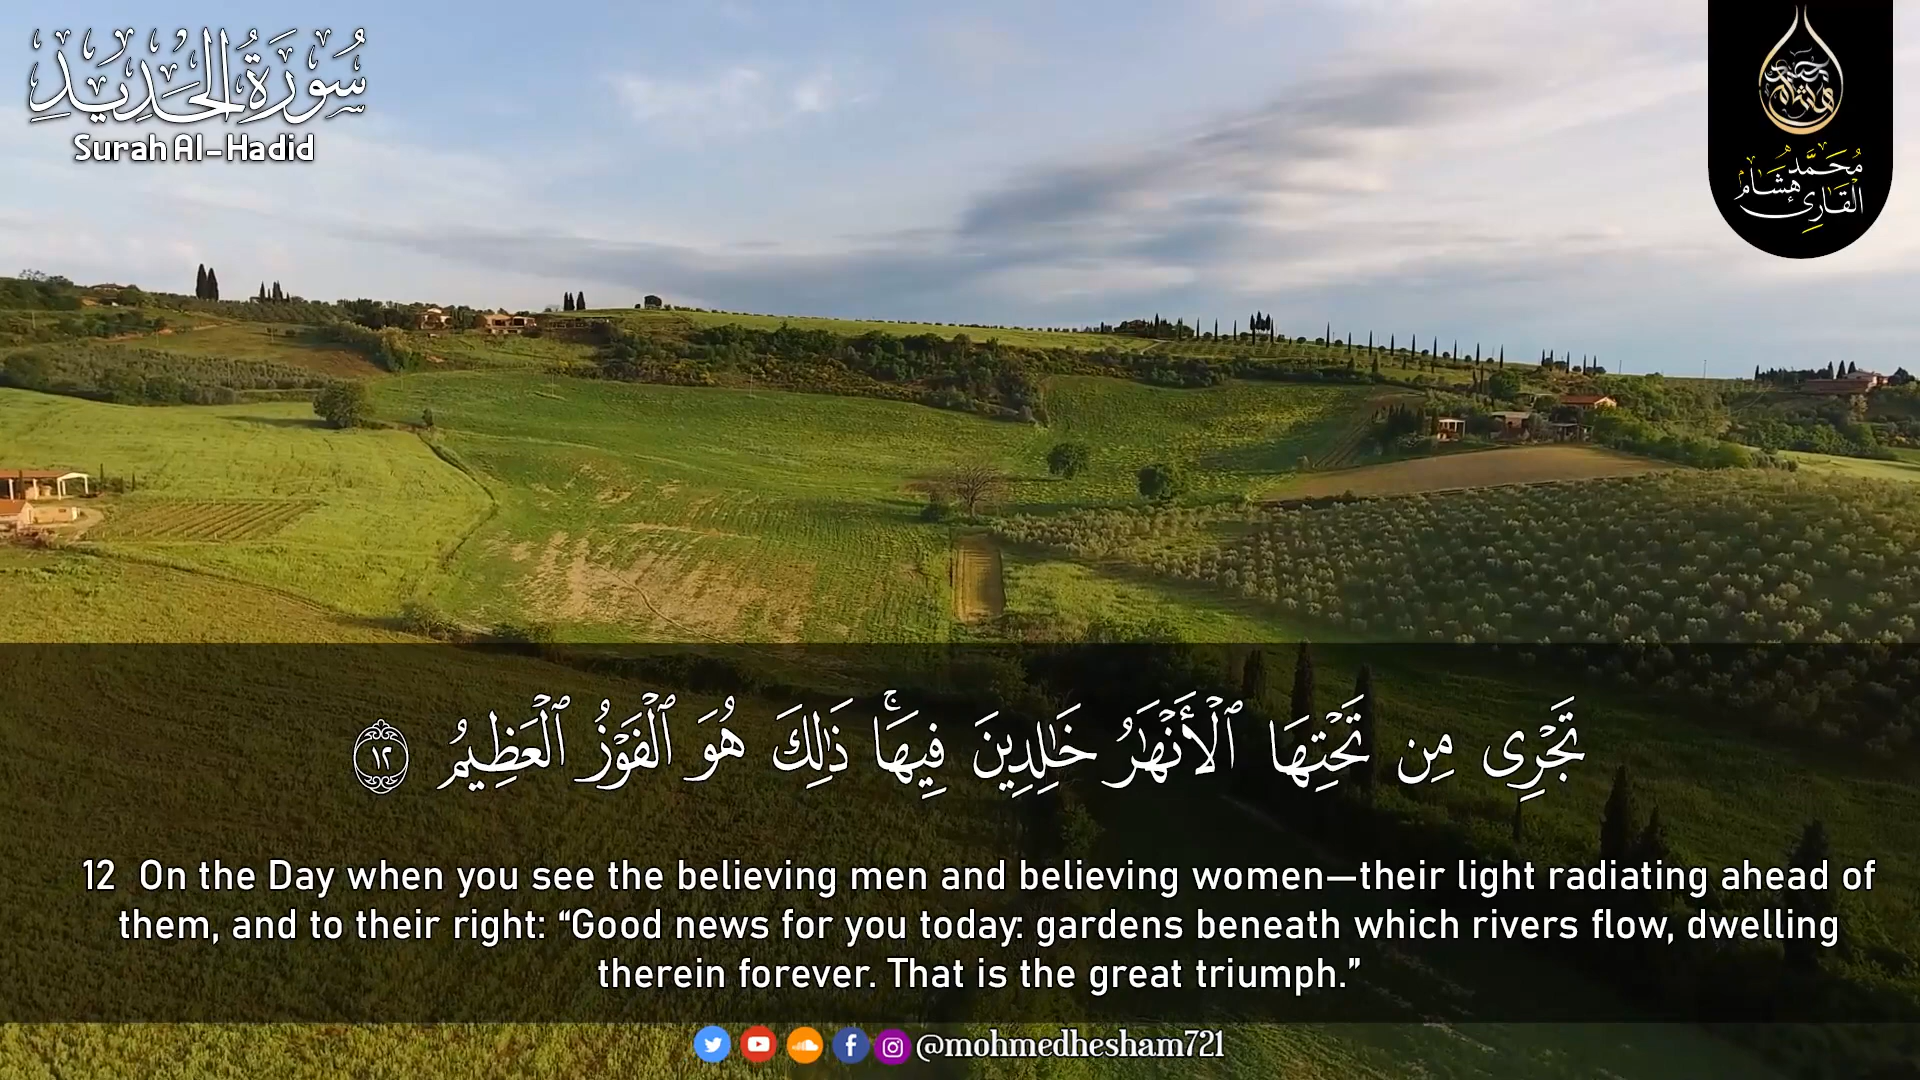 سُورَةُ الحَدِيدِ
Surah Al-Hadid
مُحَمَّد هِشَام
القَارِئ
تَجْرِى مِن تَحْتِهَا ٱلْأَنْهَٰرُ خَٰلِدِينَ فِيهَا ۚ ذَٰلِكَ هُوَ ٱلْفَوْزُ ٱلْعَظِيمُ ١٢
12 On the Day when you see the believing men and believing women—their light radiating ahead of
them, and to their right: “Good news for you today: gardens beneath which rivers flow, dwelling
therein forever. That is the great triumph.”
@mohmedhesham721